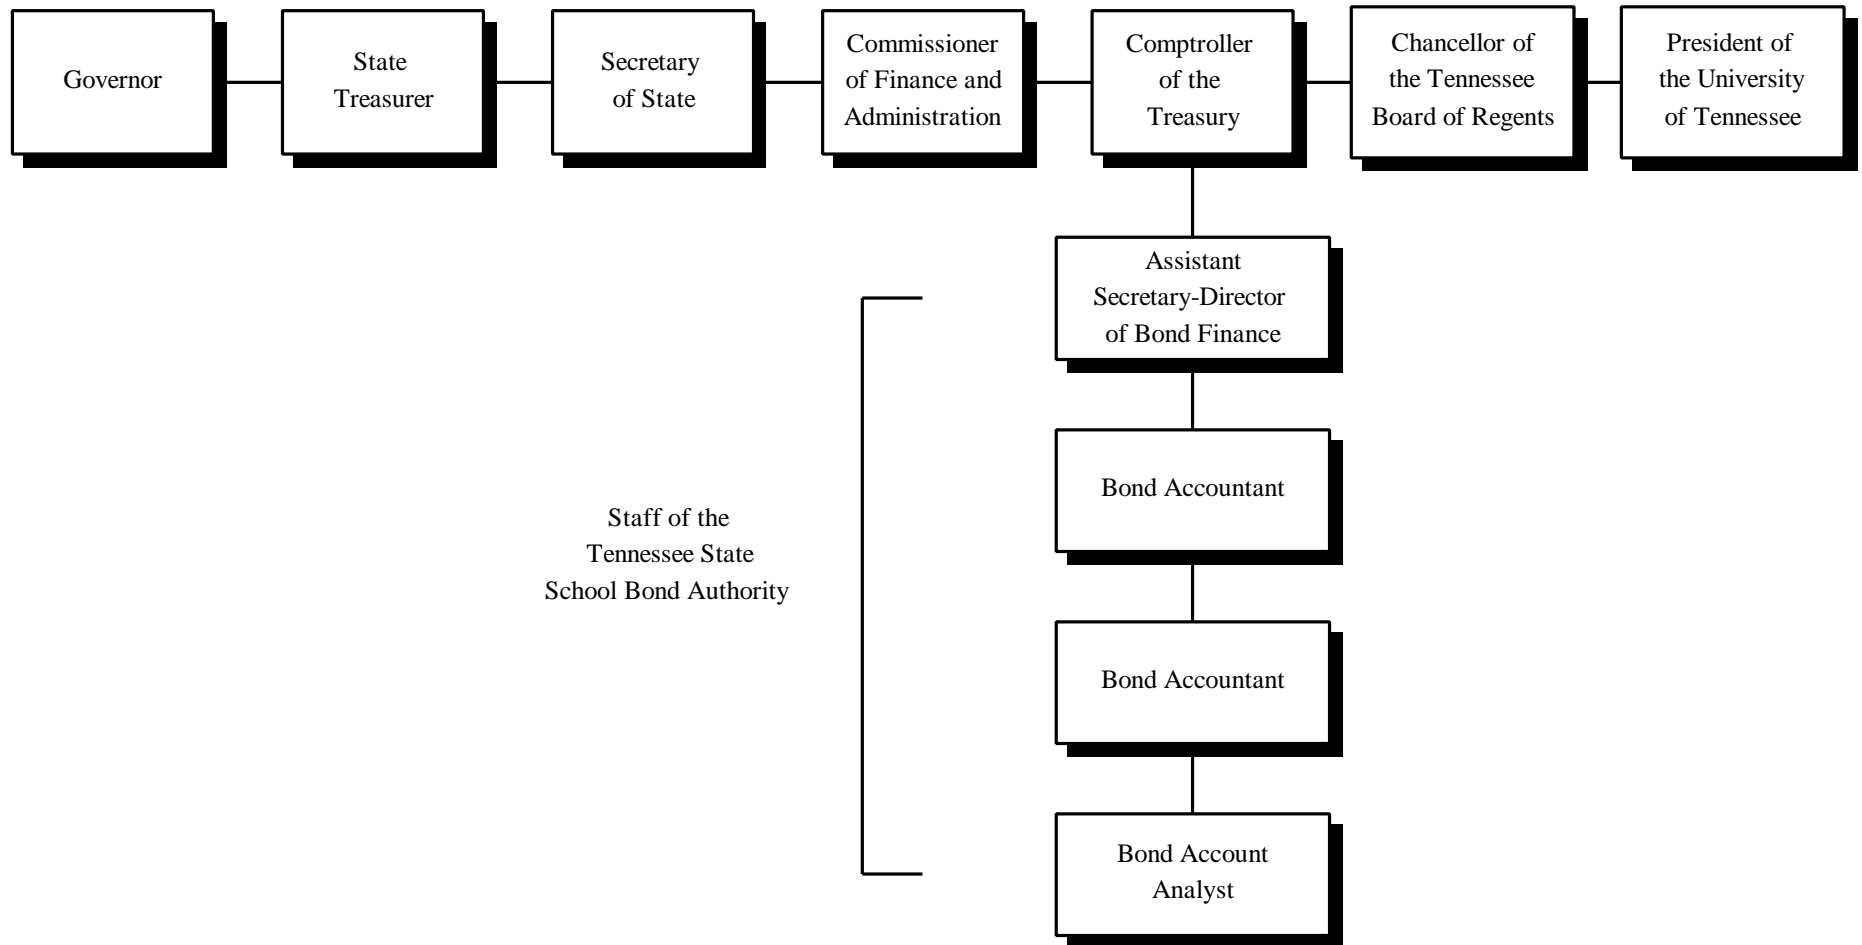 Governor
State
Treasurer
Secretary
of State
Commissioner
of Finance and
Administration
Comptroller
of the
Treasury
Chancellor of
the Tennessee
Board of Regents
President of
the University
of Tennessee
Assistant
Secretary-Director
of Bond Finance
Bond Accountant
Staff of the
Tennessee State
School Bond Authority
Bond Accountant
Bond Account
Analyst